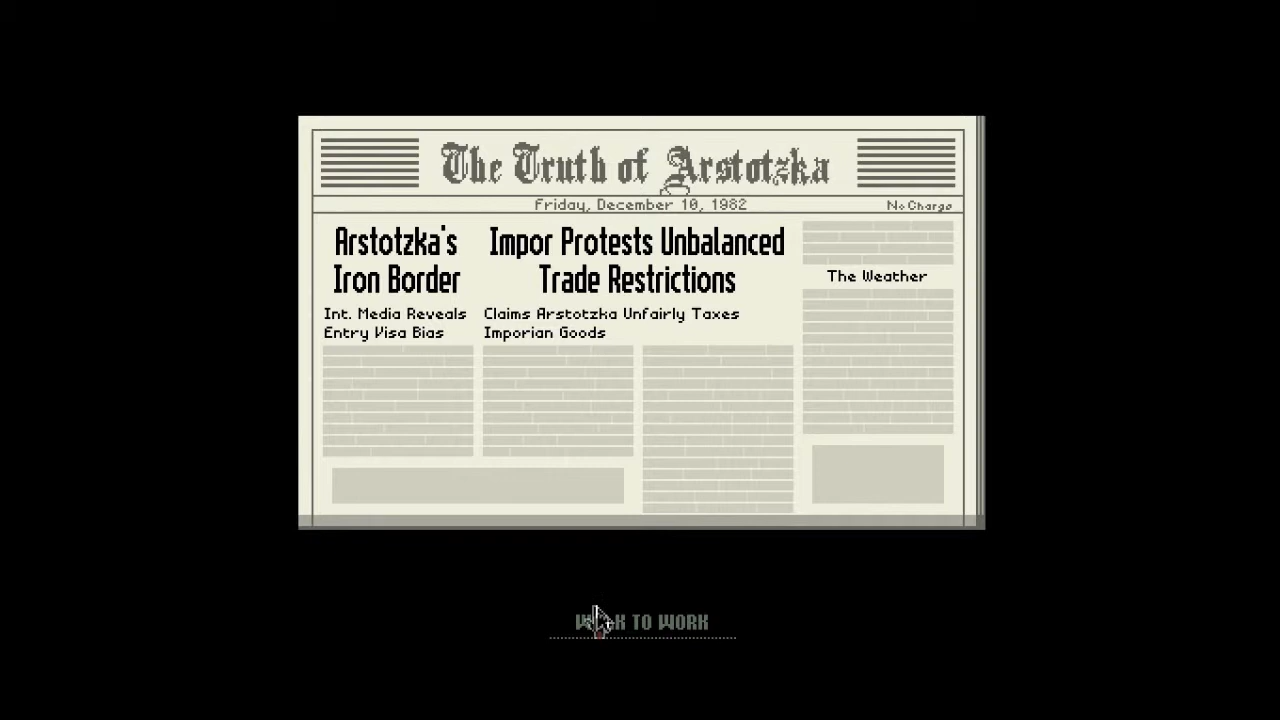 The Truth of Arstotzka
Friday, December 10, 1982
No Charge
Arstotzka's
Iron Border
Int. Media Reveals
Entry Visa Bias
Impor Protests Unbalanced
Trade Restrictions
Claims Arstotzka Unfairly Taxes
Imporian Goods
The Weather
WALK TO WORK